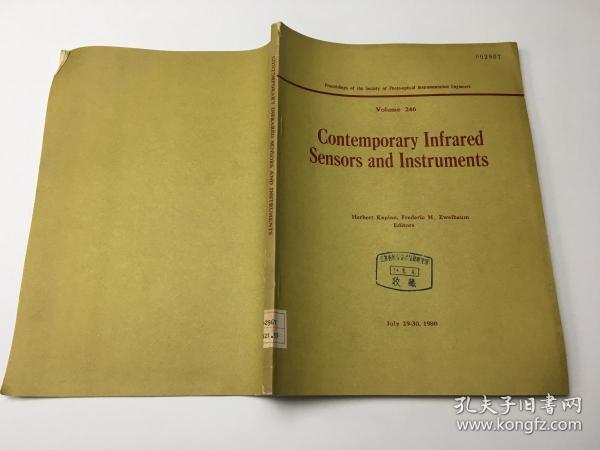 002907
Proceedings of the Society of Photo-optical Instrumentation Engineers
Volume 246
Contemporary Infrared
Sensors and Instruments
Herbert Kaplan, Frederic M. Zweibaum
Editors
收藏
July 29-30, 1980
CONTEMPORARY INFRARED SENSORS AND INSTRUMENTS
孔夫子旧书网
www.kongfz.com